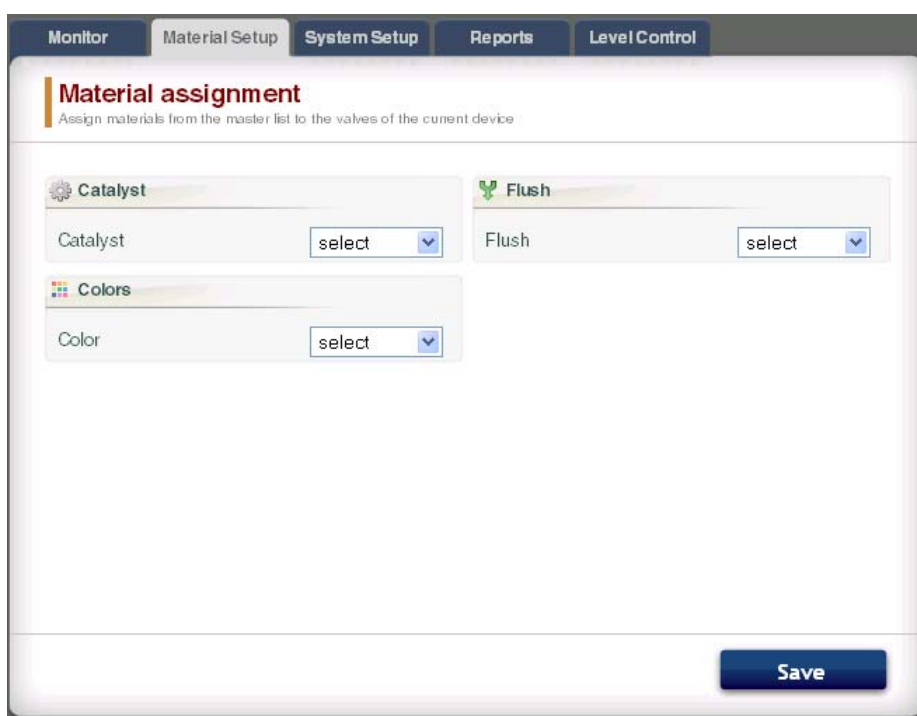 Monitor Material Setup System Setup Reports Level Control
Material assignment
Assign materials from the master list to the valves of the current device
Catalyst
Catalyst select
Flush
Flush select
Colors
Color select
Save